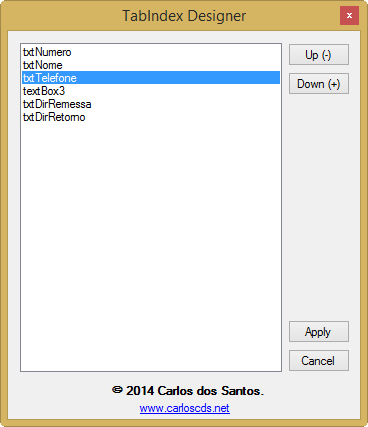 TabIndex Designer
x
txtNumero
txtNome
txtTelefone
textBox3
txtDirRemessa
txtDirRetorno
Up (-)
Down (+)
Apply
Cancel
© 2014 Carlos dos Santos.
www.carloscds.net